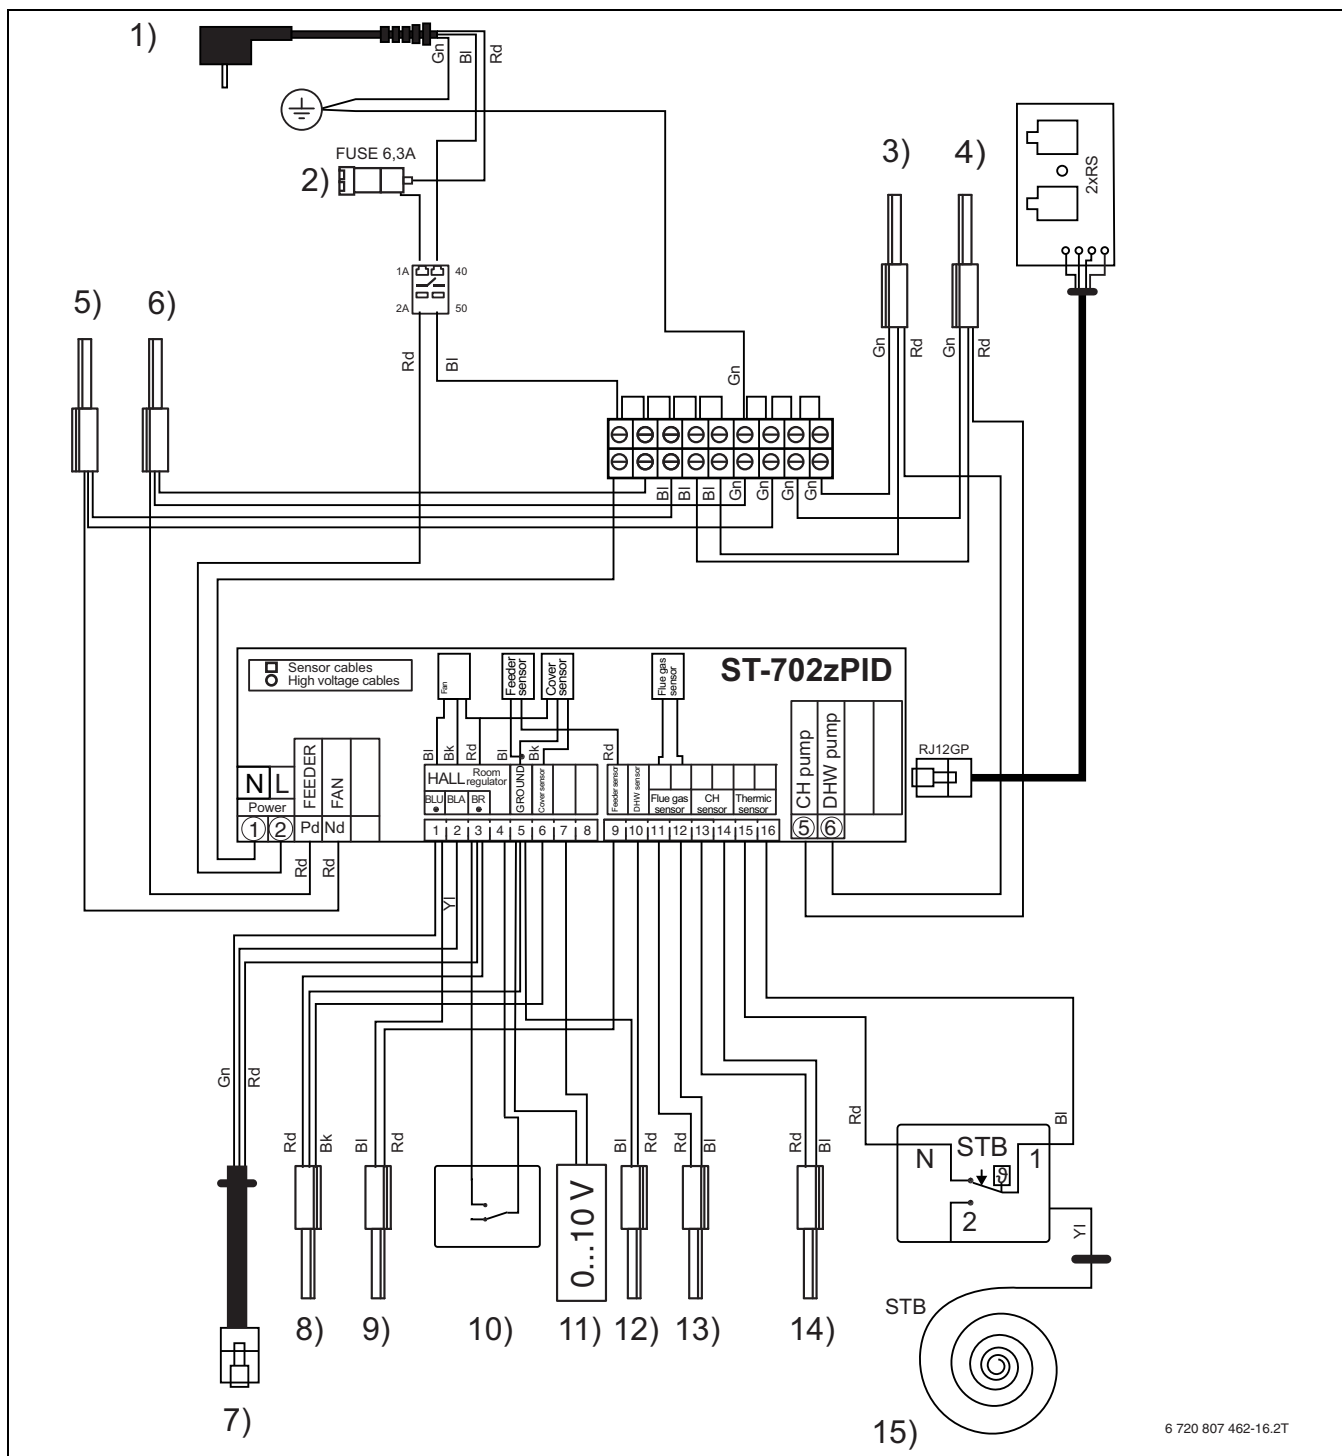 1)
Gn
Bl
Rd
FUSE 6,3A
2)
3)
4)
2xRS
1A
40
2A
50
5)
6)
Rd
Bl
Gn
Gn
Rd
Gn
Rd
Bl
Bl
Bl
Gn
Gn
Gn
Gn
Sensor cables
High voltage cables
Fan
Feeder sensor
Cover sensor
Flue gas sensor
ST-702zPID
RJ12GP
N
L
Power
1
2
FEEDER
FAN
Pd
Nd
Bl
Bk
Rd
Bl
Bk
Rd
HALL
Room regulator
BLU
BLA
BR
GROUND
Cover sensor
Feeder sensor
DHW sensor
Flue gas sensor
CH sensor
Thermic sensor
1 2 3 4 5 6 7 8
9 10 11 12 13 14 15 16
CH pump
DHW pump
5
6
Rd
Rd
Yl
Gn
Rd
Rd
Bk
Bl
Rd
Bl
Rd
Rd
Bl
Rd
Bl
Rd
Bl
0...10 V
N
STB
1
ϑ
2
Yl
STB
7)
8)
9)
10)
11)
12)
13)
14)
15)
6 720 807 462-16.2T